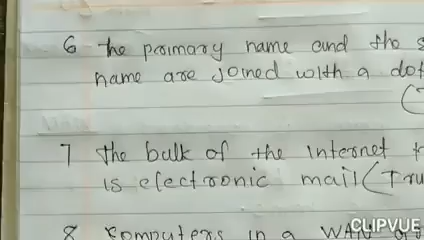 6 The primary name and the s
name are joined with a dot
(T
7 The bulk of the internet t
is electronic mail (Tru
8 computers in a WAN are
CLIPVUE